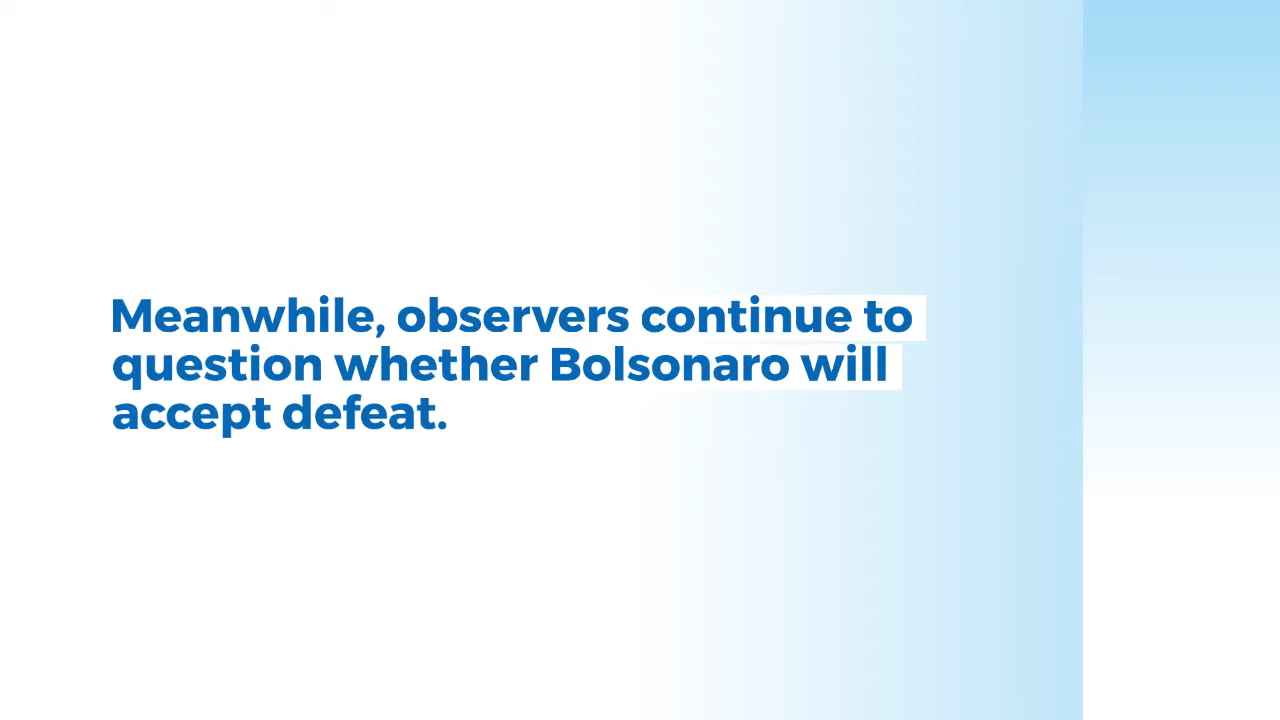 Meanwhile, observers continue to
question whether Bolsonaro will
accept defeat.